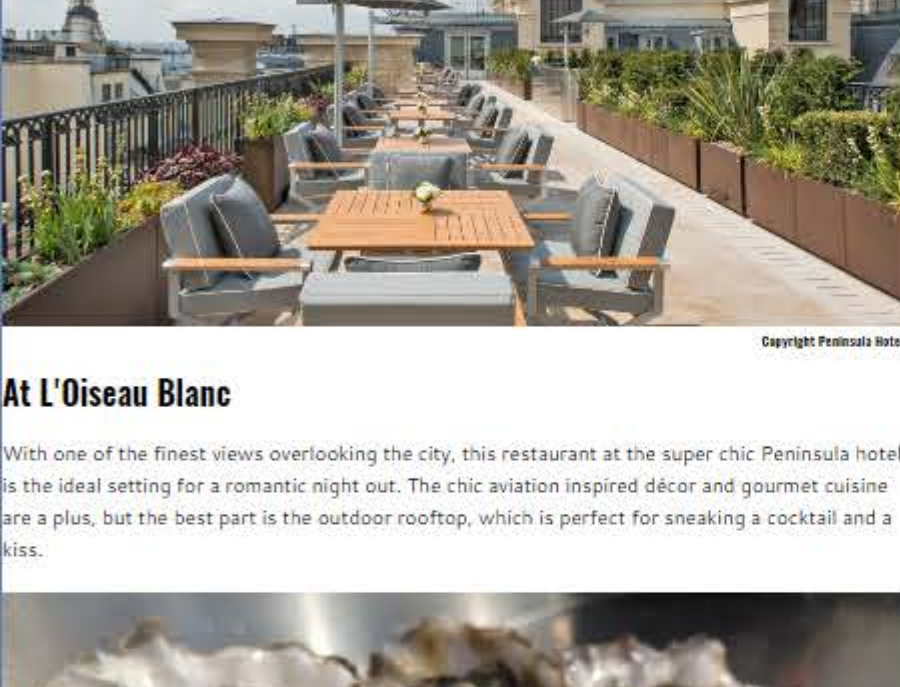 Copyright Peninsula Hote
At L'Oiseau Blanc
With one of the finest views overlooking the city, this restaurant at the super chic Peninsula hotel
is the ideal setting for a romantic night out. The chic aviation inspired décor and gourmet cuisine
are a plus, but the best part is the outdoor rooftop, which is perfect for sneaking a cocktail and a
kiss.